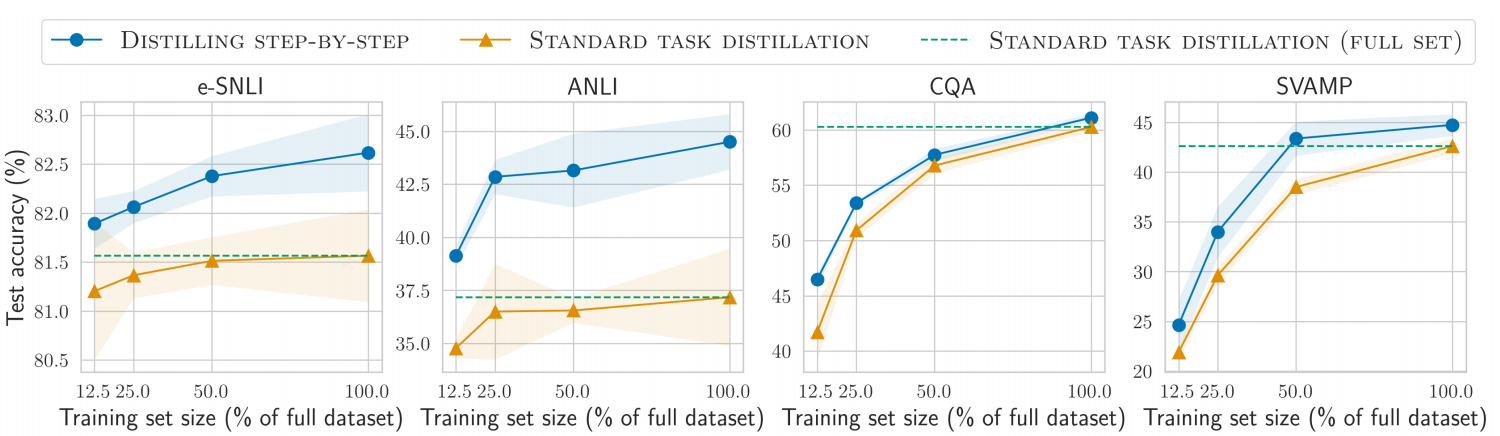 DISTILLING STEP-BY-STEP STANDARD TASK DISTILLATION STANDARD TASK DISTILLATION (FULL SET)
e-SNLI ANLI CQA SVAMP
Test accuracy (%)
83.0
82.5
82.0
81.5
81.0
80.5
12.5 25.0 50.0 100.0
Training set size (% of full dataset)
45.0
42.5
40.0
37.5
35.0
12.5 25.0 50.0 100.0
Training set size (% of full dataset)
60
55
50
45
40
12.5 25.0 50.0 100.0
Training set size (% of full dataset)
45
40
35
30
25
20
12.5 25.0 50.0 100.0
Training set size (% of full dataset)